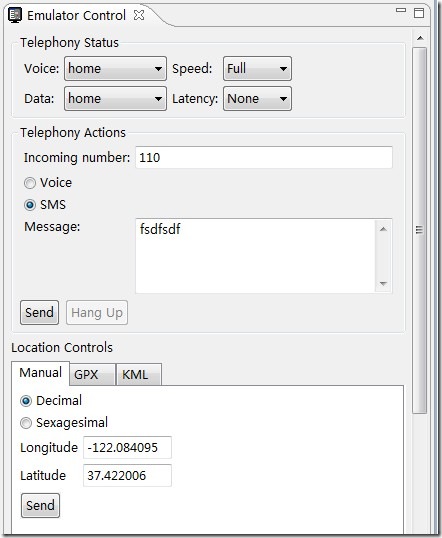 Emulator Control
Telephony Status
Voice: home Speed: Full
Data: home Latency: None
Telephony Actions
Incoming number: 110
Voice
SMS
Message: fsdfsdf
Send Hang Up
Location Controls
Manual GPX KML
Decimal
Sexagesimal
Longitude -122.084095
Latitude 37.422006
Send